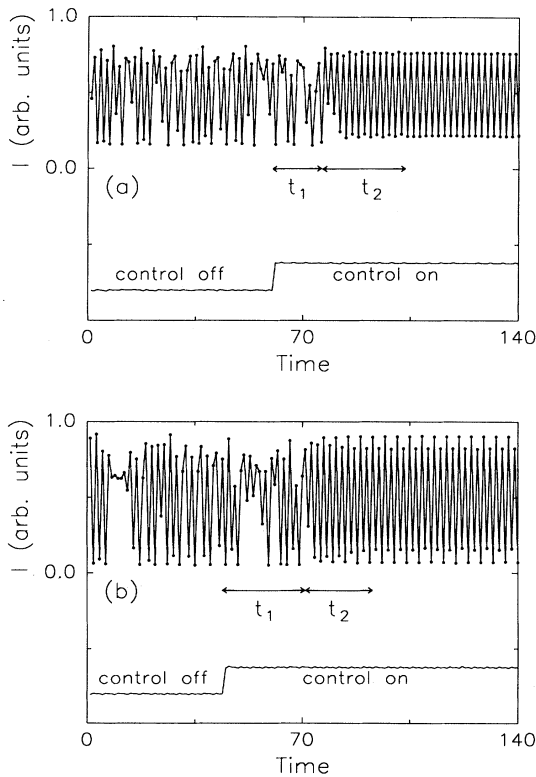 1.0
I (arb. units)
0.0
(a)
t1
t2
control off
control on
0
70
140
Time
1.0
I (arb. units)
0.0
(b)
t1
t2
control off
control on
0
70
140
Time